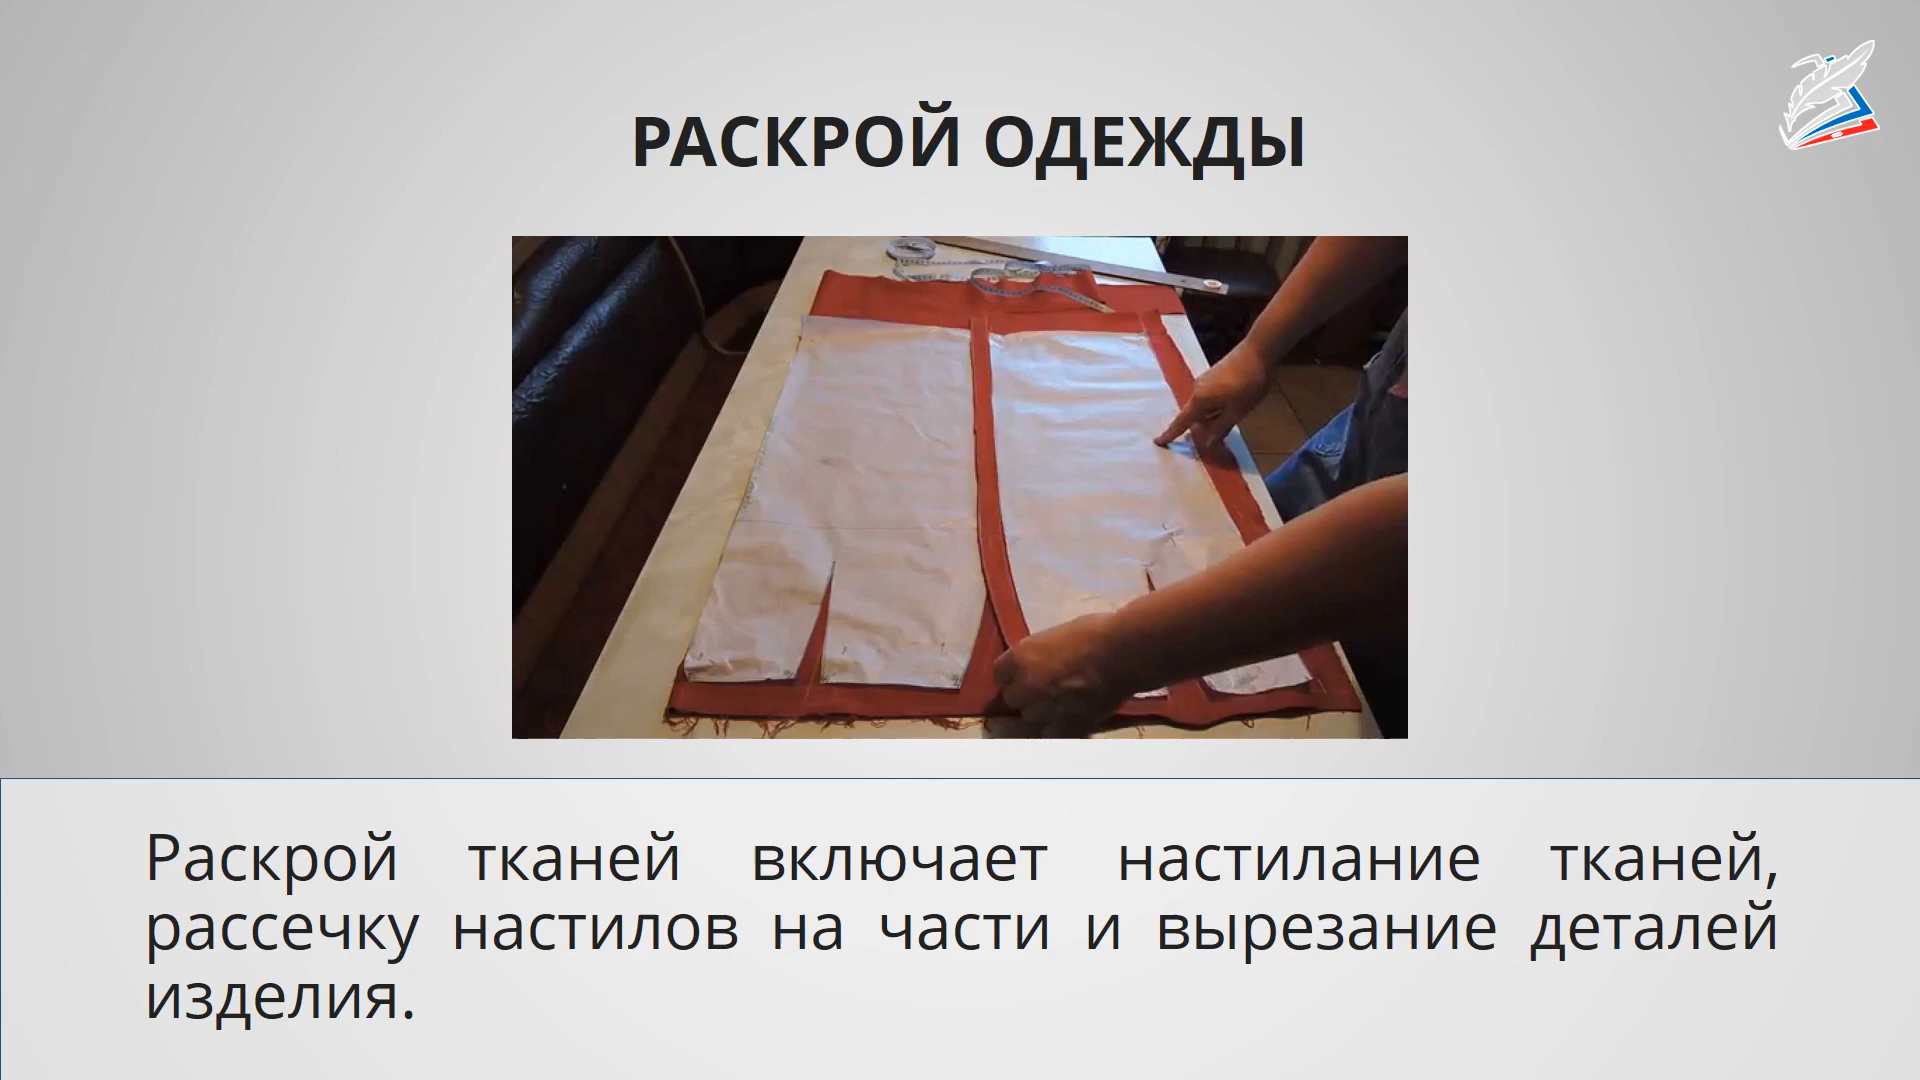 РАСКРОЙ ОДЕЖДЫ
Раскрой тканей включает настилание тканей,
рассечку настилов на части и вырезание деталей
изделия.